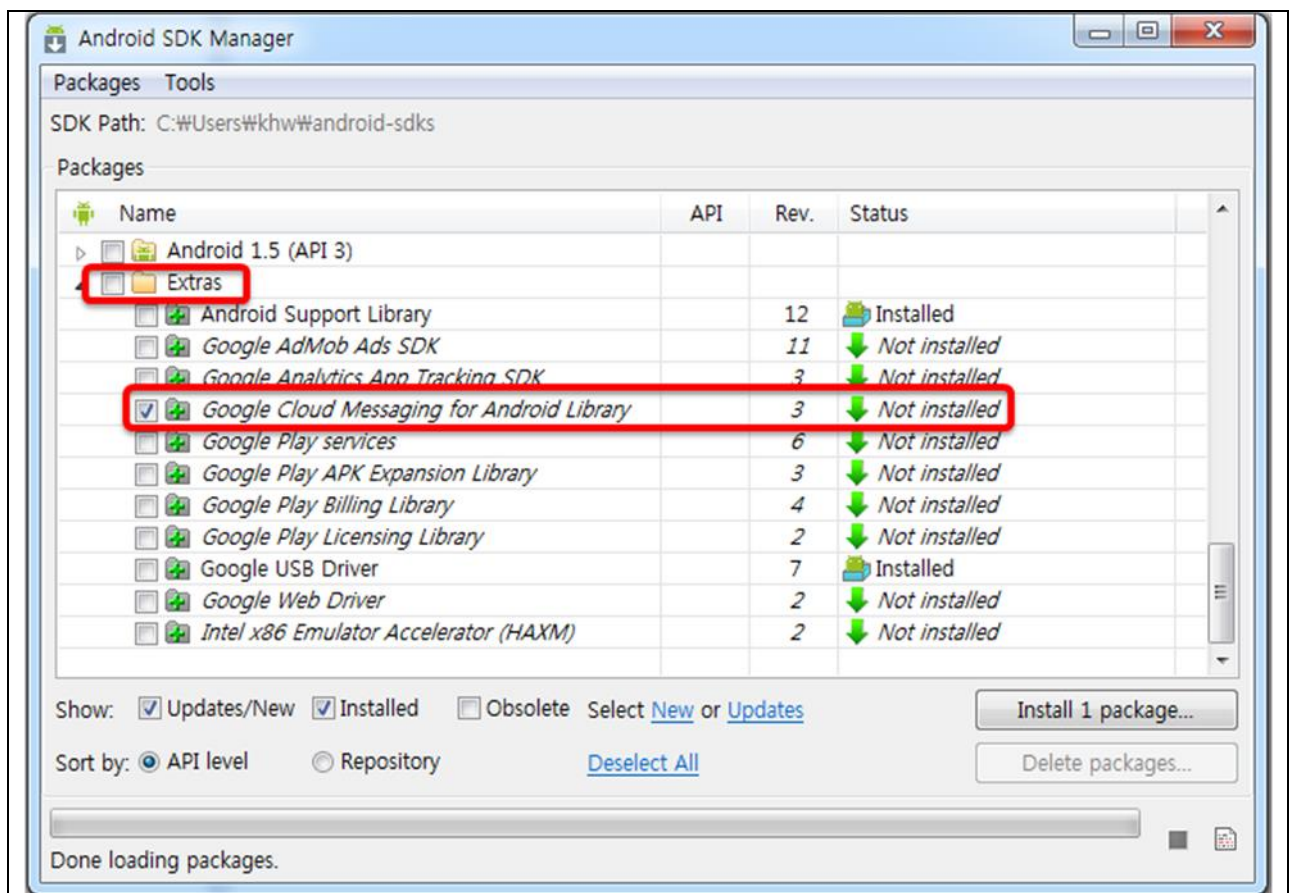 Android SDK Manager
Packages Tools
SDK Path: C:₩Users₩khw₩android-sdks
Packages
Name API Rev. Status
Android 1.5 (API 3)
Extras
Android Support Library 12 Installed
Google AdMob Ads SDK 11 Not installed
Google Analytics App Tracking SDK 3 Not installed
Google Cloud Messaging for Android Library 3 Not installed
Google Play services 6 Not installed
Google Play APK Expansion Library 3 Not installed
Google Play Billing Library 4 Not installed
Google Play Licensing Library 2 Not installed
Google USB Driver 7 Installed
Google Web Driver 2 Not installed
Intel x86 Emulator Accelerator (HAXM) 2 Not installed
Show: Updates/New Installed Obsolete Select New or Updates Install 1 package...
Sort by: API level Repository Deselect All Delete packages...
Done loading packages.